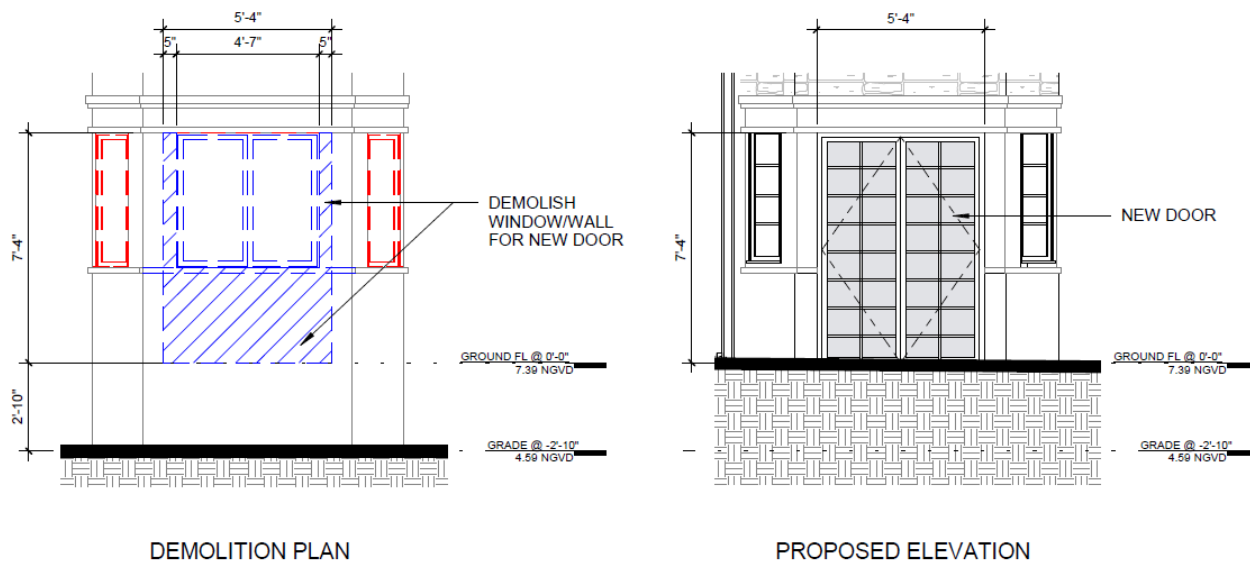 5'-4"
5"
4'-7"
5"
7'-4"
2'-10"
DEMOLISH
WINDOW/WALL
FOR NEW DOOR
GROUND FL @ 0'-0"
7.39 NGVD
GRADE @ -2'-10"
4.59 NGVD
DEMOLITION PLAN
5'-4"
7'-4"
NEW DOOR
GROUND FL @ 0'-0"
7.39 NGVD
GRADE @ -2'-10"
4.59 NGVD
PROPOSED ELEVATION